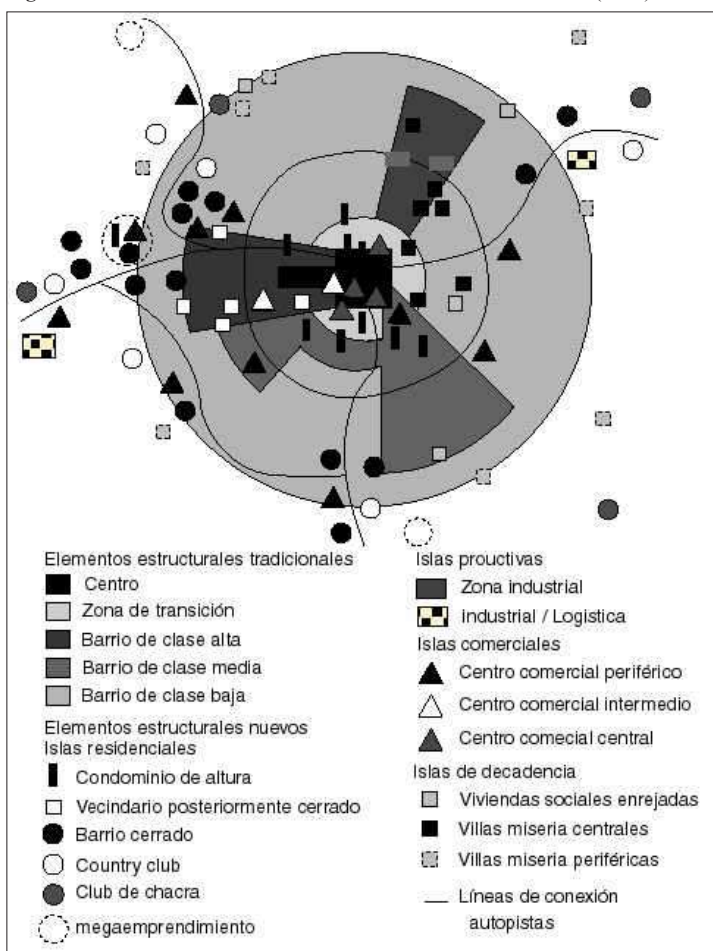 Elementos estructurales tradicionales
Centro
Zona de transición
Barrio de clase alta
Barrio de clase media
Barrio de clase baja
Elementos estructurales nuevos
Islas residenciales
Condominio de altura
Vecindario posteriormente cerrado
Barrio cerrado
Country club
Club de chacra
megaemprendimiento
Islas prouctivas
Zona industrial
industrial / Logistica
Islas comerciales
Centro comercial periférico
Centro comercial intermedio
Centro comecial central
Islas de decadencia
Viviendas sociales enrejadas
Villas miseria centrales
Villas miseria periféricas
Líneas de conexión
autopistas